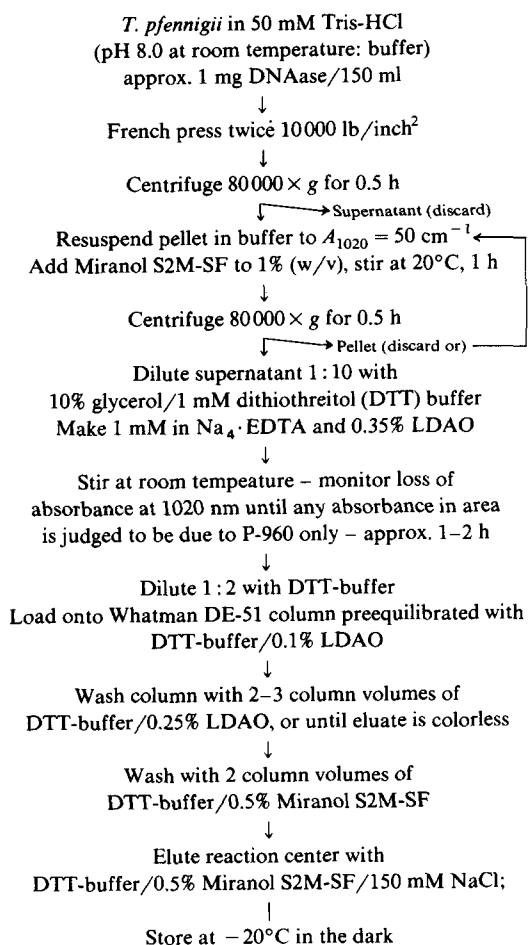 T. pfennigii in 50 mM Tris-HCl
(pH 8.0 at room temperature: buffer)
approx. 1 mg DNAase/150 ml
↓
French press twice 10000 lb/inch²
↓
Centrifuge 80000 × g for 0.5 h
↓ → Supernatant (discard)
Resuspend pellet in buffer to A₁₀₂₀ = 50 cm⁻¹
Add Miranol S2M-SF to 1% (w/v), stir at 20°C, 1 h
↓
Centrifuge 80000 × g for 0.5 h
↓ → Pellet (discard or)
Dilute supernatant 1 : 10 with
10% glycerol/1 mM dithiothreitol (DTT) buffer
Make 1 mM in Na₄·EDTA and 0.35% LDAO
↓
Stir at room tempeature – monitor loss of
absorbance at 1020 nm until any absorbance in area
is judged to be due to P-960 only – approx. 1–2 h
↓
Dilute 1 : 2 with DTT-buffer
Load onto Whatman DE-51 column preequilibrated with
DTT-buffer/0.1% LDAO
↓
Wash column with 2–3 column volumes of
DTT-buffer/0.25% LDAO, or until eluate is colorless
↓
Wash with 2 column volumes of
DTT-buffer/0.5% Miranol S2M-SF
↓
Elute reaction center with
DTT-buffer/0.5% Miranol S2M-SF/150 mM NaCl;
|
Store at −20°C in the dark